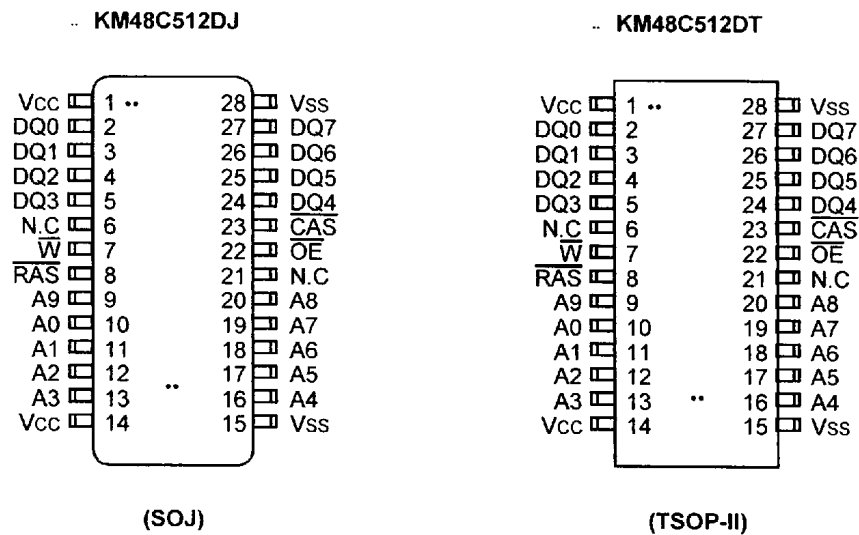 KM48C512DJ
VCC 1 28 VSS
DQ0 2 27 DQ7
DQ1 3 26 DQ6
DQ2 4 25 DQ5
DQ3 5 24 DQ4
N.C 6 23 CAS
W 7 22 OE
RAS 8 21 N.C
A9 9 20 A8
A0 10 19 A7
A1 11 18 A6
A2 12 17 A5
A3 13 16 A4
VCC 14 15 VSS
(SOJ)
KM48C512DT
VCC 1 28 VSS
DQ0 2 27 DQ7
DQ1 3 26 DQ6
DQ2 4 25 DQ5
DQ3 5 24 DQ4
N.C 6 23 CAS
W 7 22 OE
RAS 8 21 N.C
A9 9 20 A8
A0 10 19 A7
A1 11 18 A6
A2 12 17 A5
A3 13 16 A4
VCC 14 15 VSS
(TSOP-II)